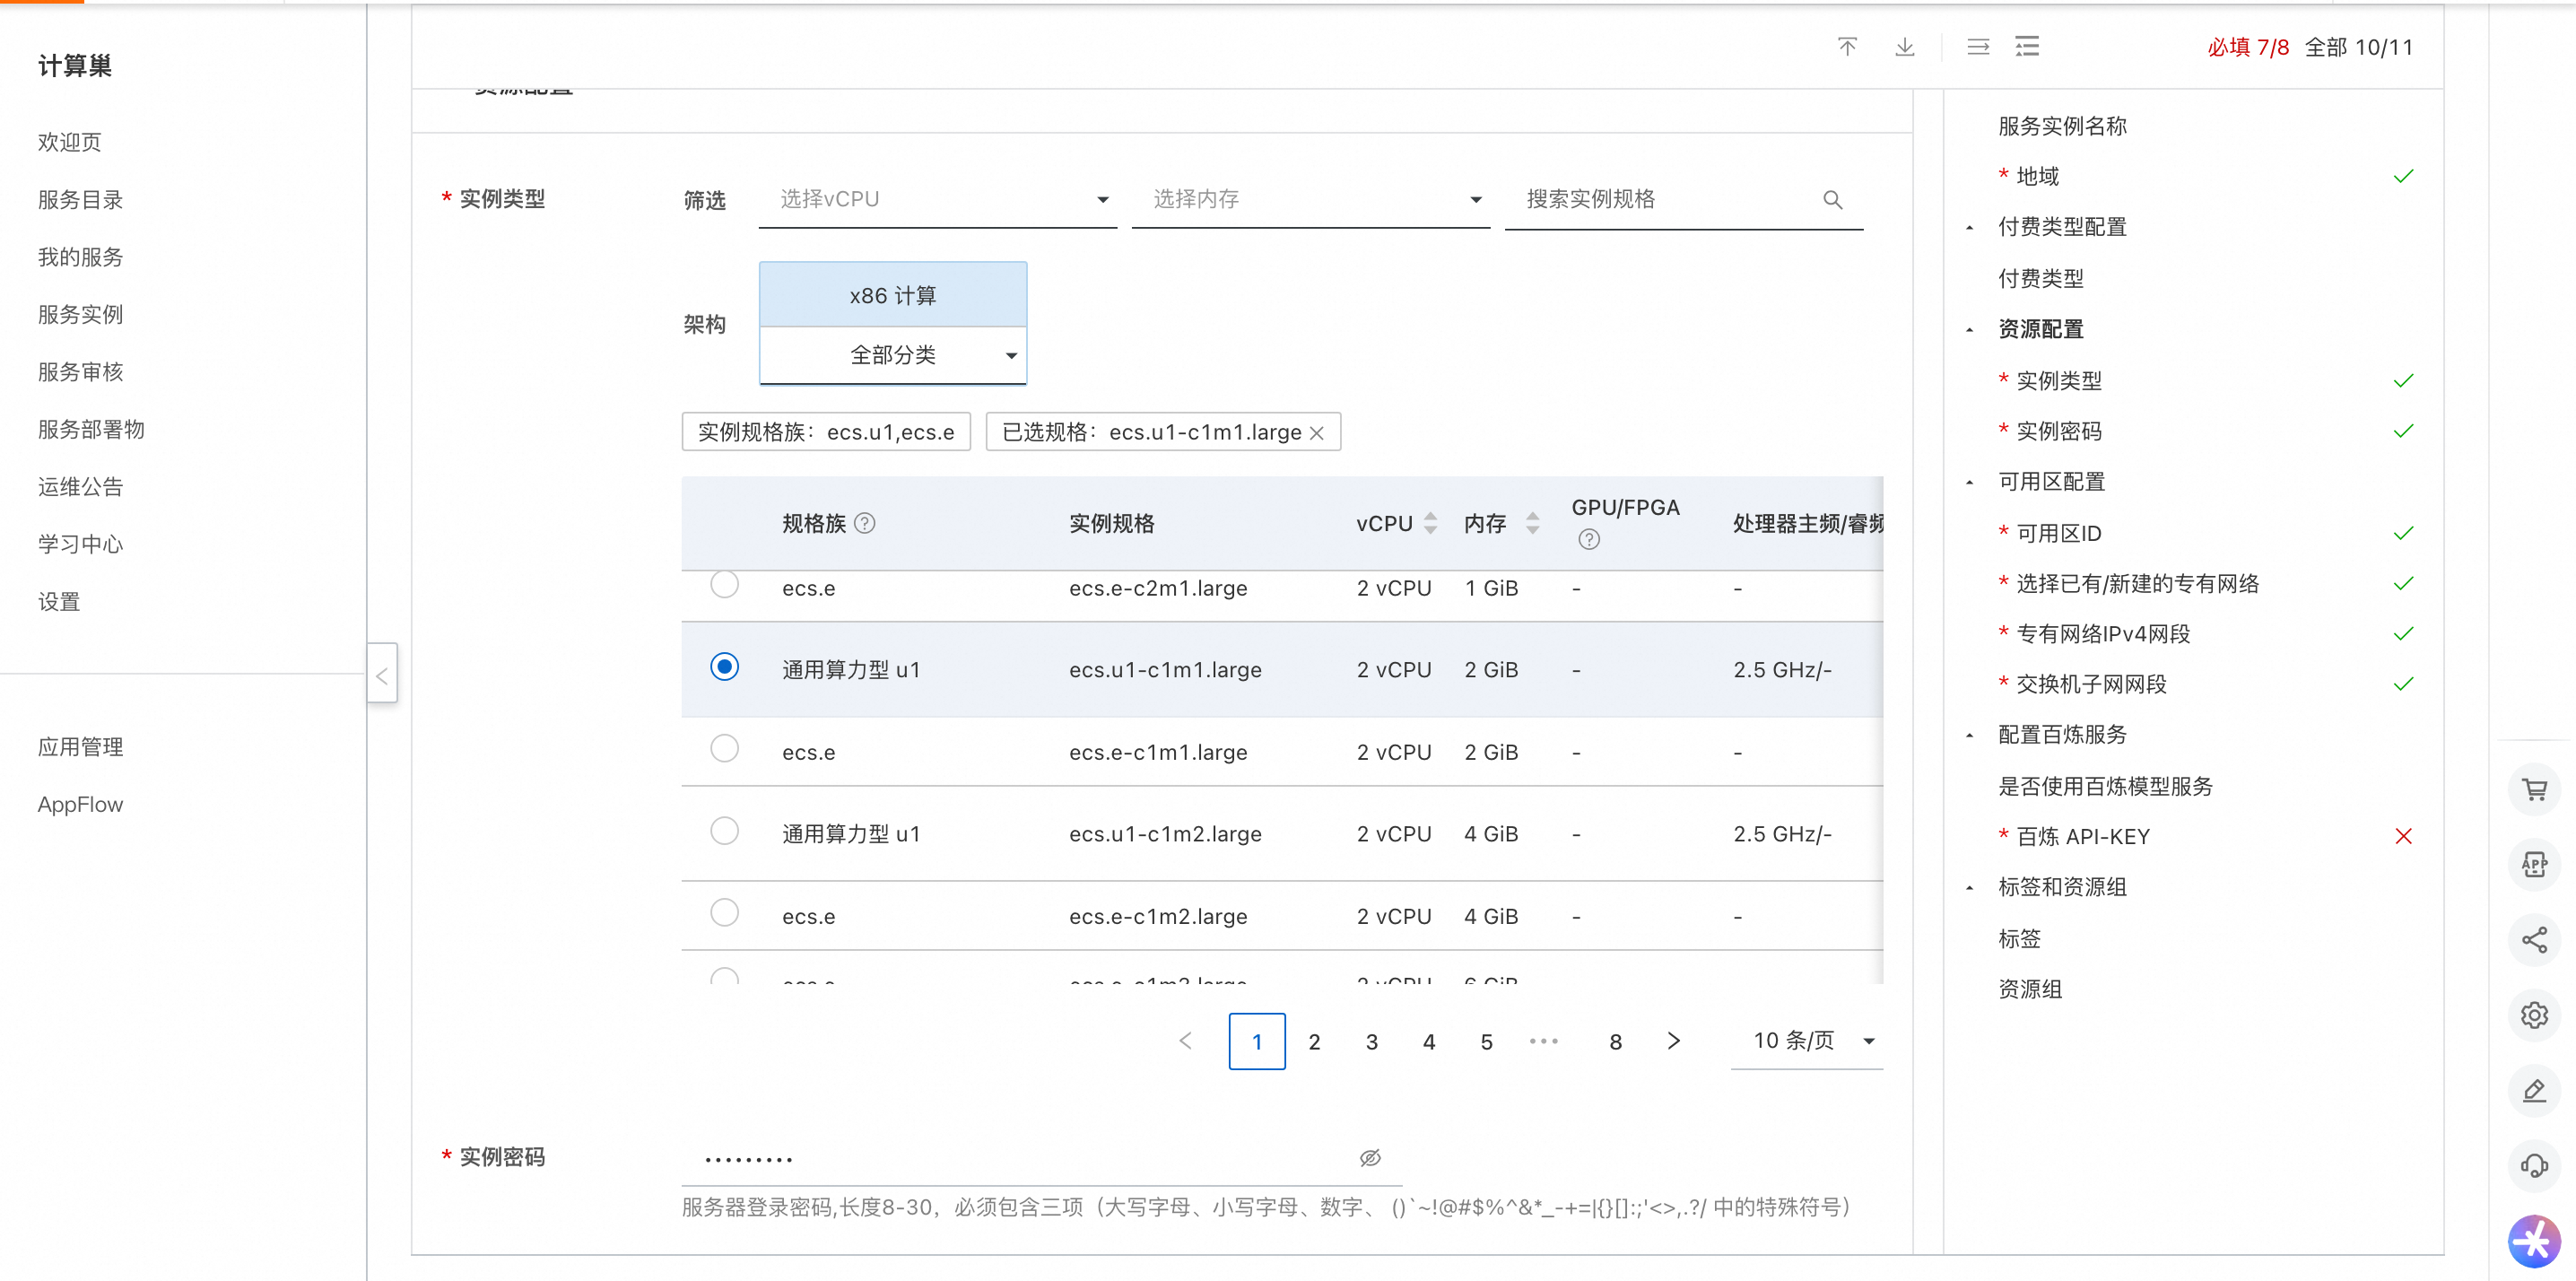 计算巢
欢迎页
服务目录
我的服务
服务实例
服务审核
服务部署物
运维公告
学习中心
设置
应用管理
AppFlow
必填 7/8 全部 10/11
资源配置
* 实例类型
筛选 选择vCPU 选择内存 搜索实例规格
架构
x86 计算
全部分类
实例规格族：ecs.u1,ecs.e 已选规格：ecs.u1-c1m1.large
规格族 实例规格 vCPU 内存 GPU/FPGA 处理器主频/睿频
ecs.e ecs.e-c2m1.large 2 vCPU 1 GiB - -
通用算力型 u1 ecs.u1-c1m1.large 2 vCPU 2 GiB - 2.5 GHz/-
ecs.e ecs.e-c1m1.large 2 vCPU 2 GiB - -
通用算力型 u1 ecs.u1-c1m2.large 2 vCPU 4 GiB - 2.5 GHz/-
ecs.e ecs.e-c1m2.large 2 vCPU 4 GiB - -
1 2 3 4 5 ••• 8 10 条/页
* 实例密码
•••••••••
服务器登录密码,长度8-30，必须包含三项（大写字母、小写字母、数字、 ()`~!@#$%^&*_-+=|{}[]:;'<>,.?/ 中的特殊符号）
服务实例名称
* 地域
付费类型配置
付费类型
资源配置
* 实例类型
* 实例密码
可用区配置
* 可用区ID
* 选择已有/新建的专有网络
* 专有网络IPv4网段
* 交换机子网网段
配置百炼服务
是否使用百炼模型服务
* 百炼 API-KEY
标签和资源组
标签
资源组
APP